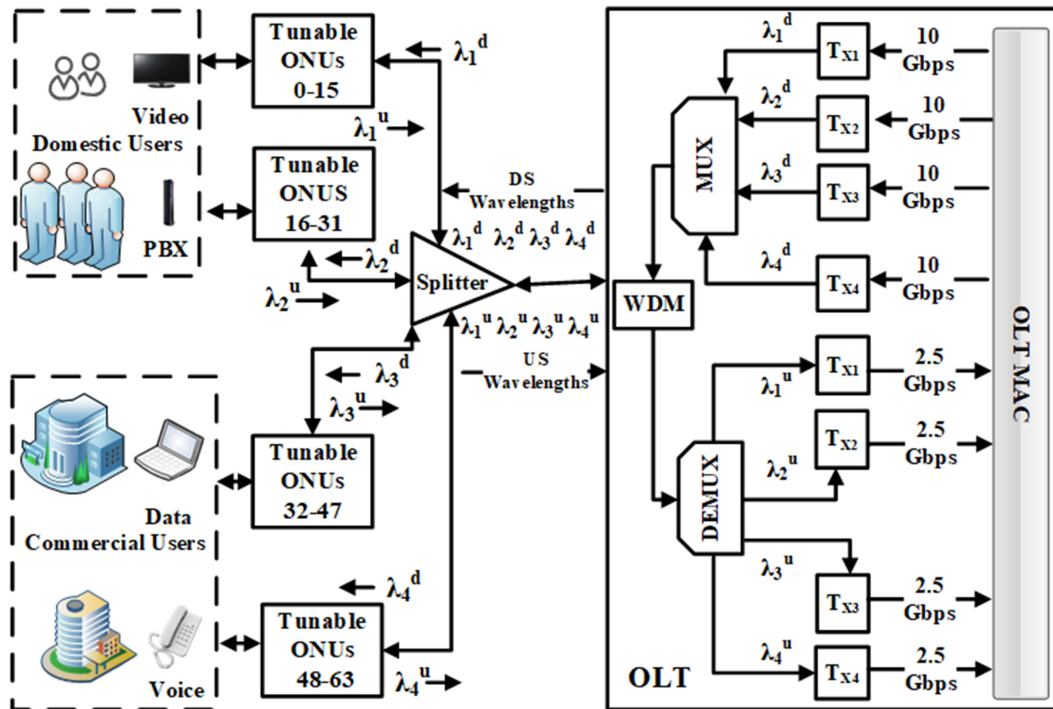 Video
Domestic Users
PBX
Data
Commercial Users
Voice
Tunable
ONUs
0-15
Tunable
ONUS
16-31
Tunable
ONUs
32-47
Tunable
ONUs
48-63
λ₁ᵈ
λ₁ᵘ
λ₂ᵈ
λ₂ᵘ
λ₃ᵈ
λ₃ᵘ
λ₄ᵈ
λ₄ᵘ
DS
Wavelengths
λ₁ᵈ λ₂ᵈ λ₃ᵈ λ₄ᵈ
Splitter
λ₁ᵘ λ₂ᵘ λ₃ᵘ λ₄ᵘ
US
Wavelengths
λ₁ᵈ
TX1
10
Gbps
λ₂ᵈ
TX2
10
Gbps
λ₃ᵈ
TX3
10
Gbps
λ₄ᵈ
TX4
10
Gbps
MUX
WDM
DEMUX
λ₁ᵘ
TX1
2.5
Gbps
λ₂ᵘ
TX2
2.5
Gbps
λ₃ᵘ
TX3
2.5
Gbps
λ₄ᵘ
TX4
2.5
Gbps
OLT
OLT MAC